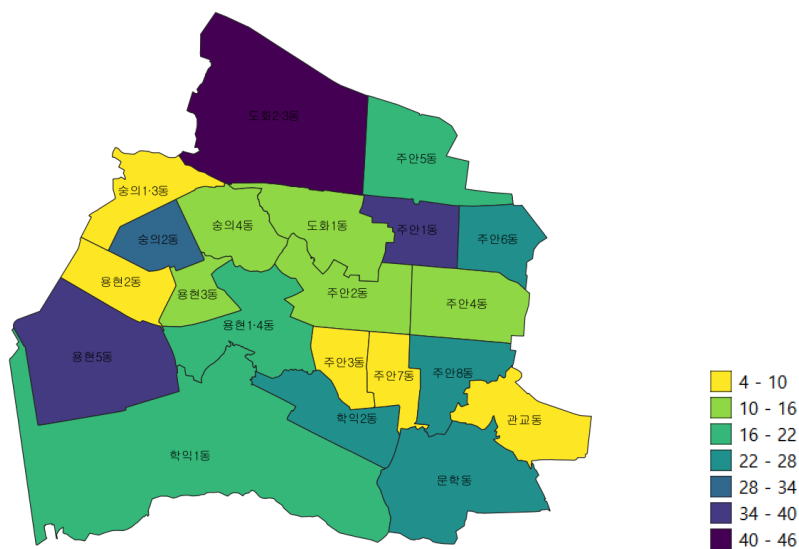 도화2·3동
주안5동
숭의1·3동
숭의4동
도화1동
주안1동
숭의2동
주안6동
용현2동
용현3동
주안2동
주안4동
용현1·4동
용현5동
주안3동
주안7동
주안8동
학익2동
관교동
학익1동
문학동
4 - 10
10 - 16
16 - 22
22 - 28
28 - 34
34 - 40
40 - 46